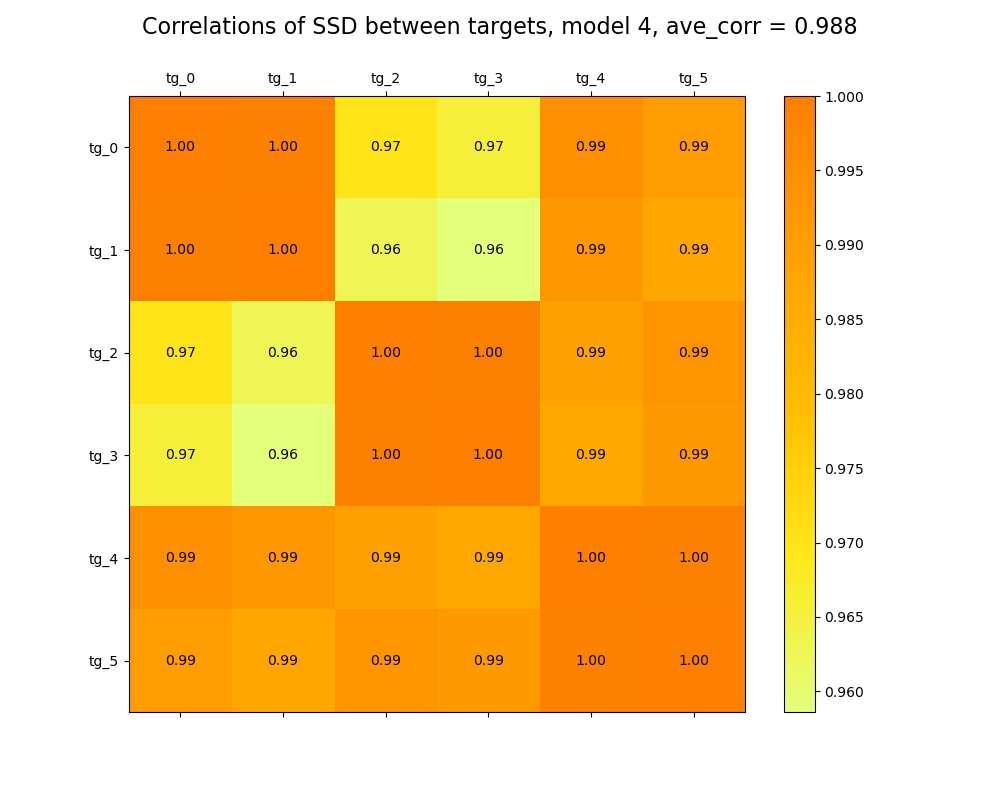 Correlations of SSD between targets, model 4, ave_corr = 0.988
tg_0 tg_1 tg_2 tg_3 tg_4 tg_5
tg_0 1.00 1.00 0.97 0.97 0.99 0.99
tg_1 1.00 1.00 0.96 0.96 0.99 0.99
tg_2 0.97 0.96 1.00 1.00 0.99 0.99
tg_3 0.97 0.96 1.00 1.00 0.99 0.99
tg_4 0.99 0.99 0.99 0.99 1.00 1.00
tg_5 0.99 0.99 0.99 0.99 1.00 1.00
1.000
0.995
0.990
0.985
0.980
0.975
0.970
0.965
0.960